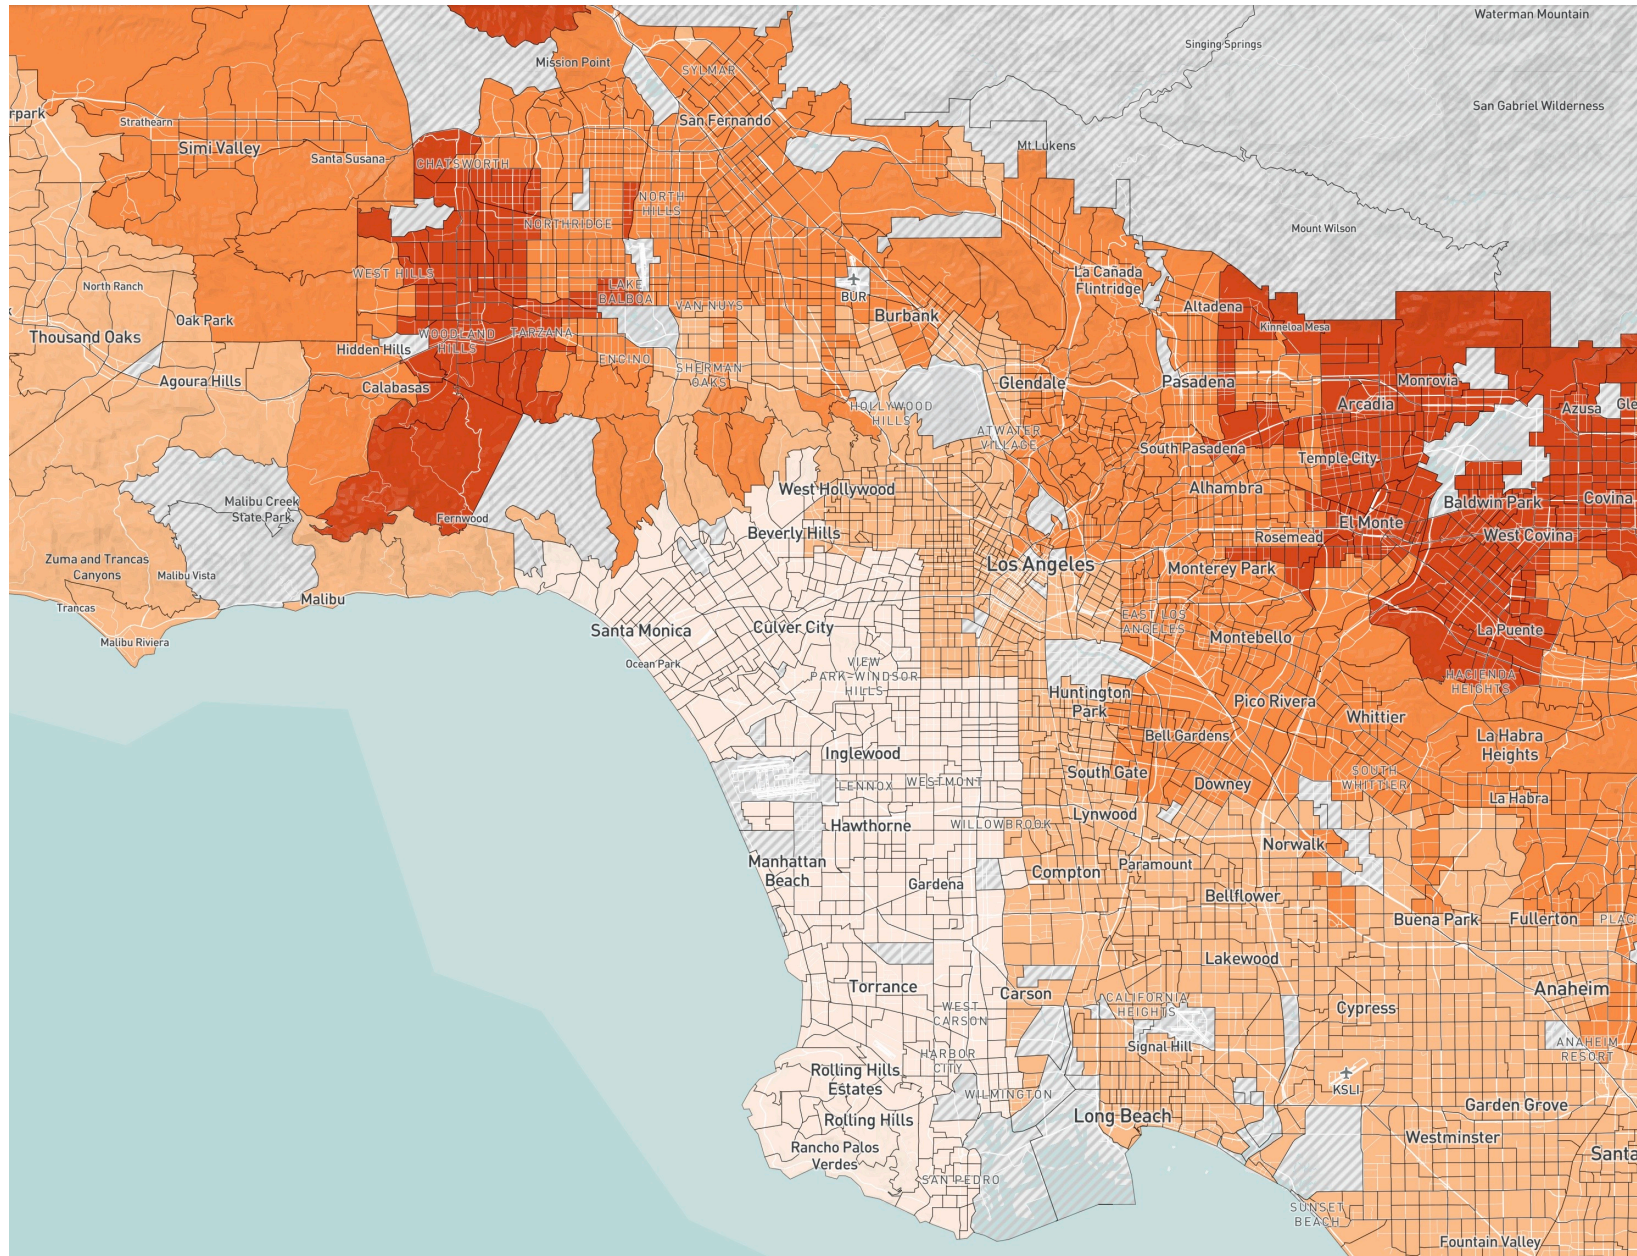 Waterman Mountain
Singing Springs
Mission Point
SYLMAR
San Gabriel Wilderness
rpark
Strathearn
San Fernando
Simi Valley
Santa Susana
CHATSWORTH
Mt Lukens
NORTH
HILLS
NORTHRIDGE
Mount Wilson
WEST HILLS
La Cañada
Flintridge
North Ranch
LAKE
BALBOA
BUR
VAN NUYS
Altadena
Oak Park
Burbank
Kinneloa Mesa
Thousand Oaks
WOODLAND
HILLS
TARZANA
Hidden Hills
ENCINO
SHERMAN
OAKS
Agoura Hills
Calabasas
Glendale
Pasadena
Monrovia
HOLLYWOOD
HILLS
Arcadia
Azusa
Gle
ATWATER
VILLAGE
South Pasadena
Temple City
West Hollywood
Alhambra
Malibu Creek
State Park
Baldwin Park
Covina
Fernwood
El Monte
Beverly Hills
Rosemead
West Covina
Zuma and Trancas
Canyons
Los Angeles
Monterey Park
Malibu Vista
Malibu
Trancas
EAST LOS
ANGELES
Santa Monica
Culver City
Montebello
La Puente
Malibu Riviera
Ocean Park
VIEW
PARK-WINDSOR
HILLS
HACIENDA
HEIGHTS
Huntington
Park
Pico Rivera
Whittier
Bell Gardens
La Habra
Heights
Inglewood
South Gate
SOUTH
WHITTIER
LENNOX
WESTMONT
Downey
La Habra
Lynwood
Hawthorne
WILLOWBROOK
Norwalk
Manhattan
Beach
Compton
Paramount
Gardena
Bellflower
Buena Park
Fullerton
PLAC
Lakewood
Torrance
Carson
CALIFORNIA
HEIGHTS
Anaheim
WEST
CARSON
Cypress
Signal Hill
ANAHEIM
RESORT
HARBOR
CITY
Rolling Hills
Estates
KSLI
WILMINGTON
Garden Grove
Rolling Hills
Long Beach
Westminster
Rancho Palos
Verdes
Santa
SAN PEDRO
SUNSET
BEACH
Fountain Valley